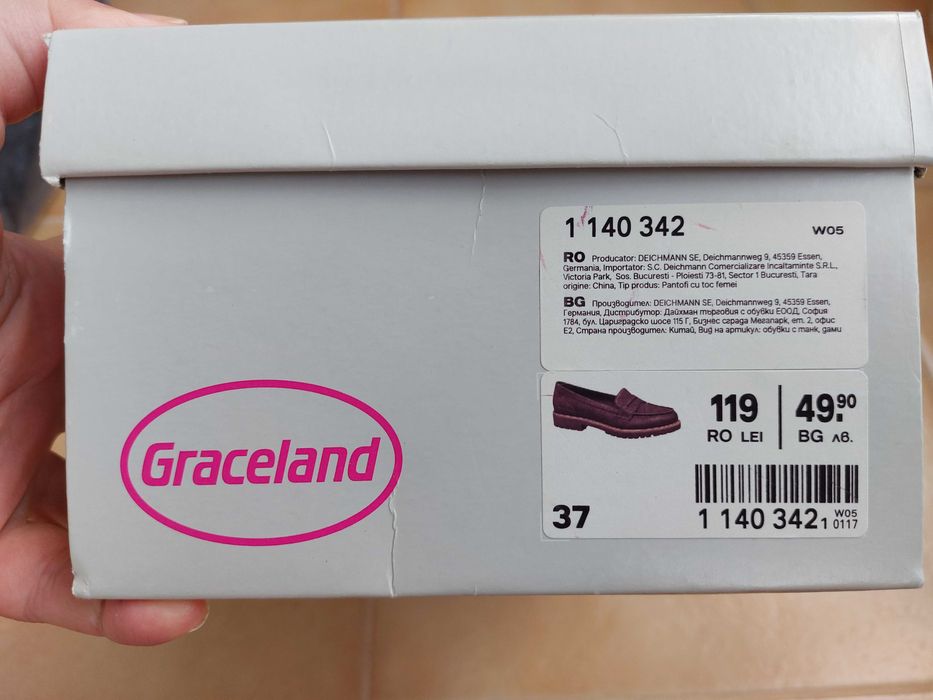 1 140 342 W05
RO Producator: DEICHMANN SE, Deichmannweg 9, 45359 Essen,
Germania, Importator: S.C. Deichmann Comercializare Incaltaminte S.R.L.,
Victoria Park, Sos. Bucuresti - Ploiesti 73-81, Sector 1 Bucuresti, Tara
origine: China, Tip produs: Pantofi cu toc femei
BG Производител: DEICHMANN SE, Deichmannweg 9, 45359 Essen,
Германия, Дистрибутор: Дайхман търговия с обувки ЕООД, София
1784, бул. Цариградско шосе 115 Г, Бизнес сграда Мегапарк, ет. 2, офис
Е2, Страна производител: Китай, Вид на артикул: обувки с танк, дами
Graceland
119 49.90
RO LEI BG лв.
37
1 140 342 1 W05 0117